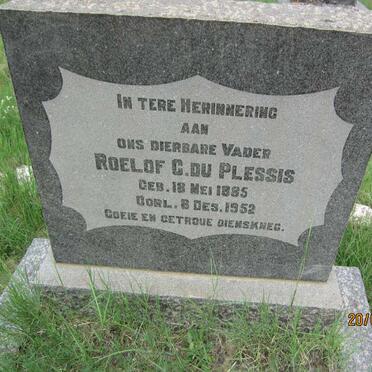 IN TERE HERINNERING
AAN
ONS DIERBARE VADER
ROELOF C. DU PLESSIS
GEB. 18 MEI 1885
OORL. 8 DES. 1952
GOEIE EN GETROUE DIENSKNEG.
20/